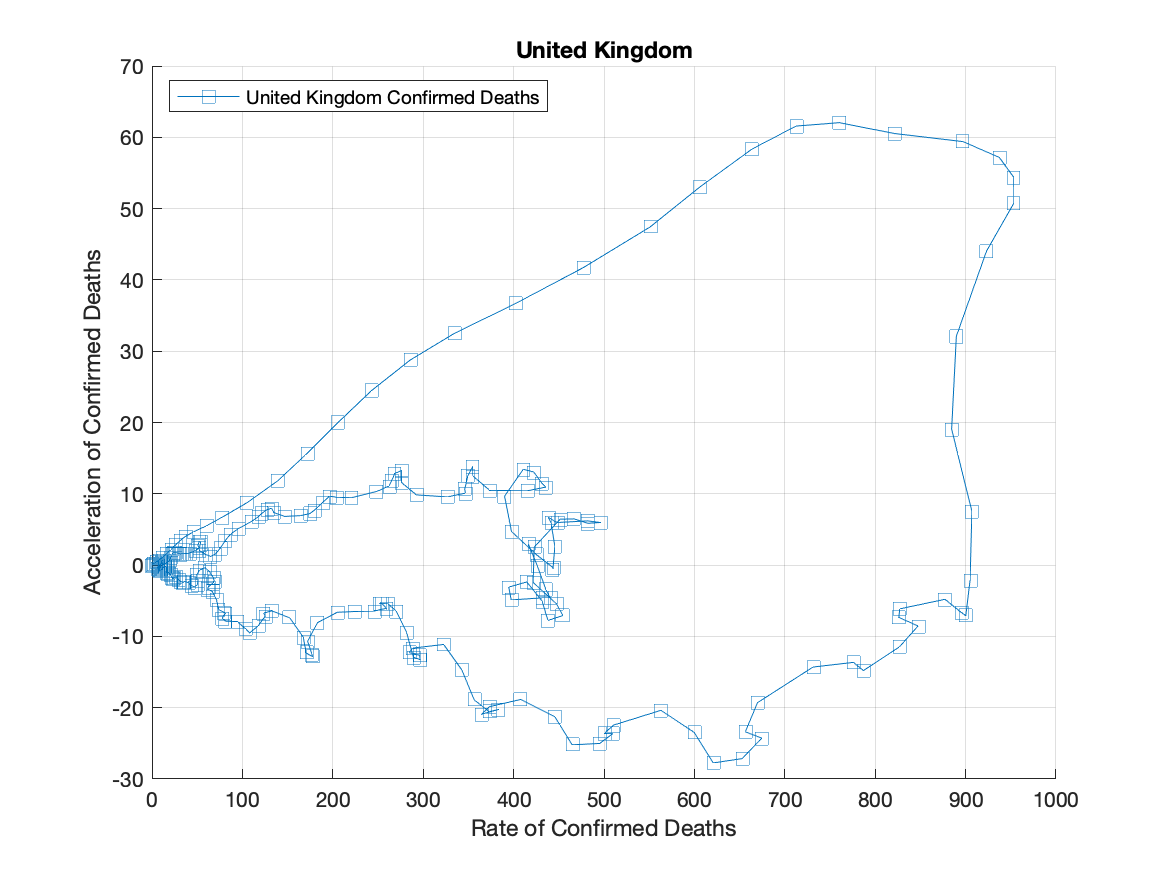 United Kingdom
United Kingdom Confirmed Deaths
70
60
50
40
30
20
10
0
-10
-20
-30
Acceleration of Confirmed Deaths
0 100 200 300 400 500 600 700 800 900 1000
Rate of Confirmed Deaths